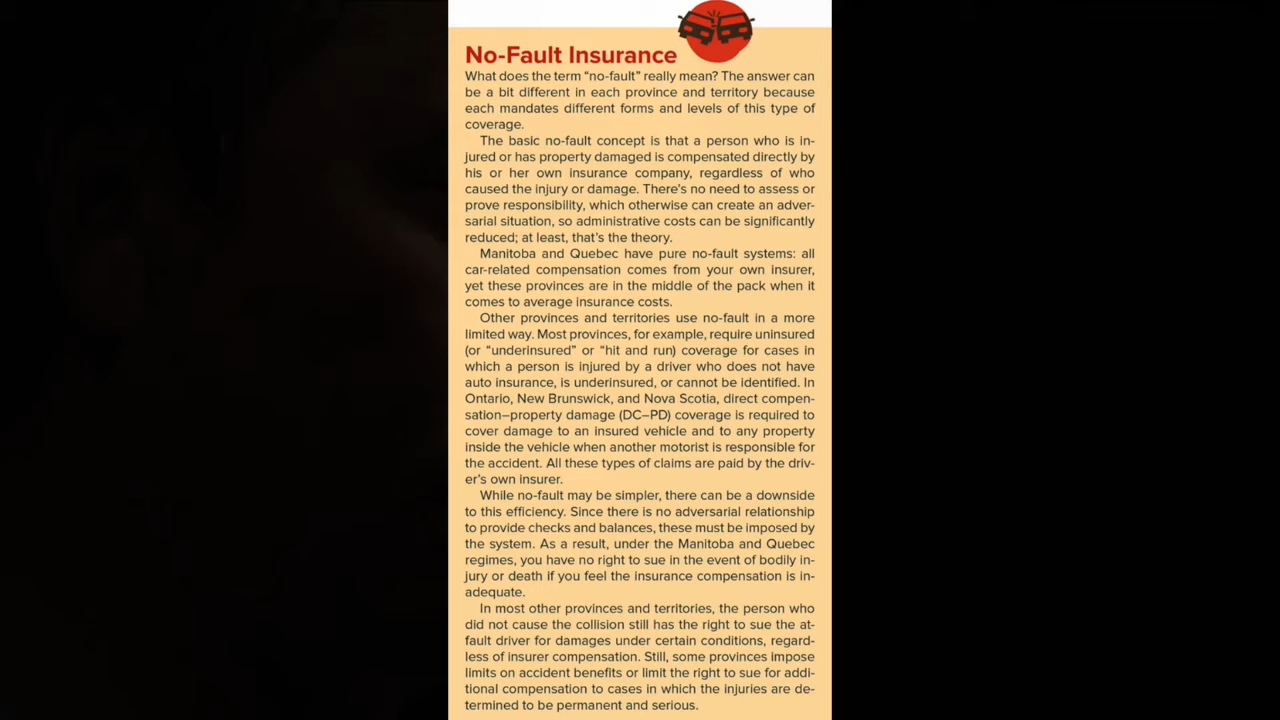 No-Fault Insurance
What does the term “no-fault” really mean? The answer can
be a bit different in each province and territory because
each mandates different forms and levels of this type of
coverage.
The basic no-fault concept is that a person who is in-
jured or has property damaged is compensated directly by
his or her own insurance company, regardless of who
caused the injury or damage. There’s no need to assess or
prove responsibility, which otherwise can create an adver-
sarial situation, so administrative costs can be significantly
reduced; at least, that’s the theory.
Manitoba and Quebec have pure no-fault systems: all
car-related compensation comes from your own insurer,
yet these provinces are in the middle of the pack when it
comes to average insurance costs.
Other provinces and territories use no-fault in a more
limited way. Most provinces, for example, require uninsured
(or “underinsured” or “hit and run) coverage for cases in
which a person is injured by a driver who does not have
auto insurance, is underinsured, or cannot be identified. In
Ontario, New Brunswick, and Nova Scotia, direct compen-
sation–property damage (DC–PD) coverage is required to
cover damage to an insured vehicle and to any property
inside the vehicle when another motorist is responsible for
the accident. All these types of claims are paid by the driv-
er’s own insurer.
While no-fault may be simpler, there can be a downside
to this efficiency. Since there is no adversarial relationship
to provide checks and balances, these must be imposed by
the system. As a result, under the Manitoba and Quebec
regimes, you have no right to sue in the event of bodily in-
jury or death if you feel the insurance compensation is in-
adequate.
In most other provinces and territories, the person who
did not cause the collision still has the right to sue the at-
fault driver for damages under certain conditions, regard-
less of insurer compensation. Still, some provinces impose
limits on accident benefits or limit the right to sue for addi-
tional compensation to cases in which the injuries are de-
termined to be permanent and serious.